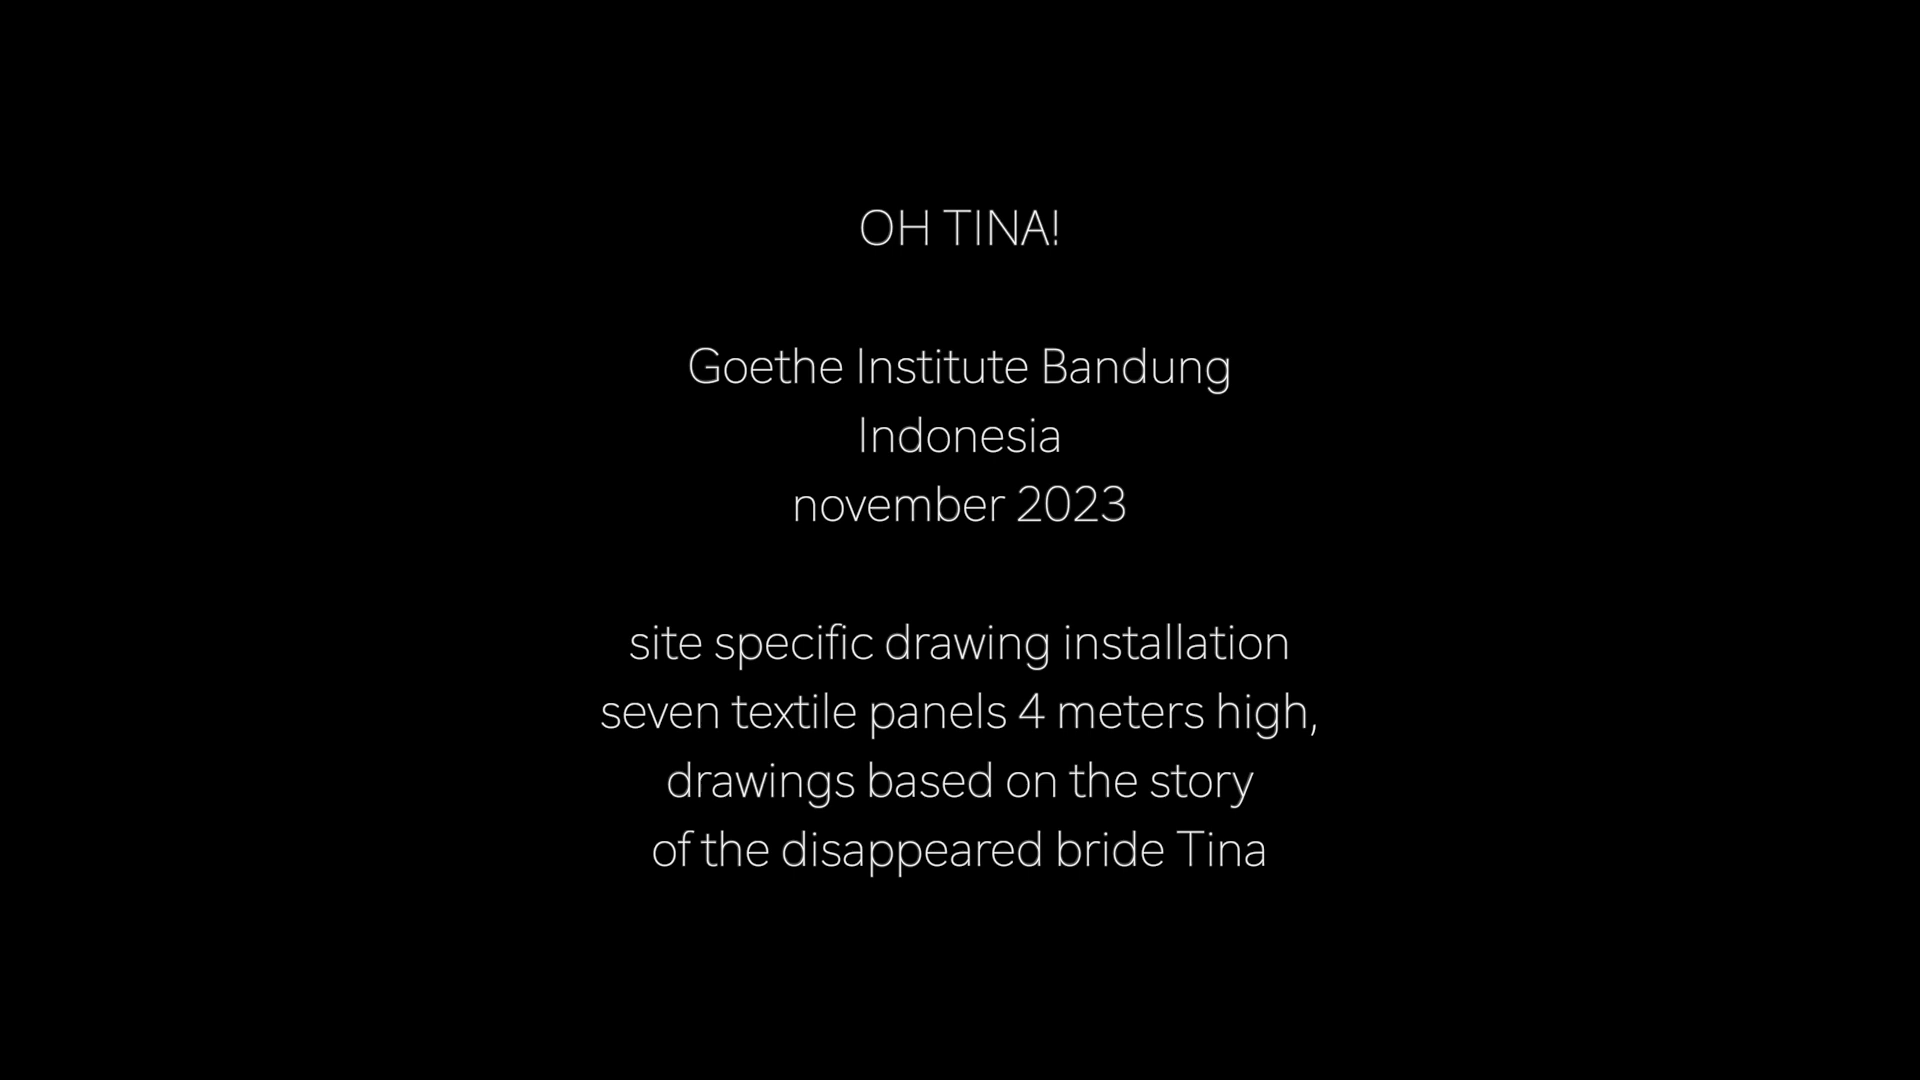 OH TINA!
Goethe Institute Bandung
Indonesia
november 2023
site specific drawing installation
seven textile panels 4 meters high,
drawings based on the story
of the disappeared bride Tina